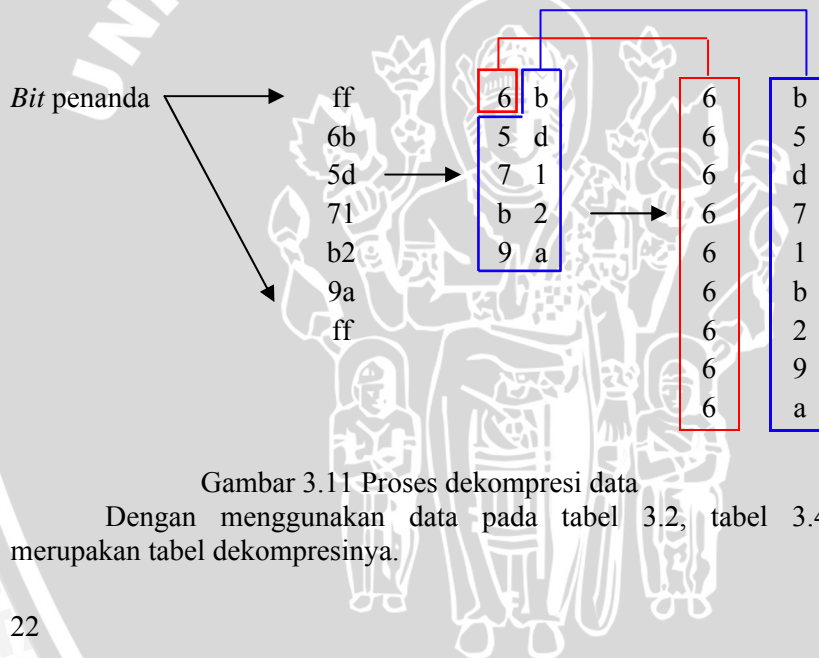 UNI
Bit penanda ff 6 b 6 b
6b 5 d 6 5
5d 7 1 6 d
71 b 2 6 7
b2 9 a 6 1
9a 6 b
ff 6 2
6 9
6 a
Gambar 3.11 Proses dekompresi data
Dengan menggunakan data pada tabel 3.2, tabel 3.4
merupakan tabel dekompresinya.
22